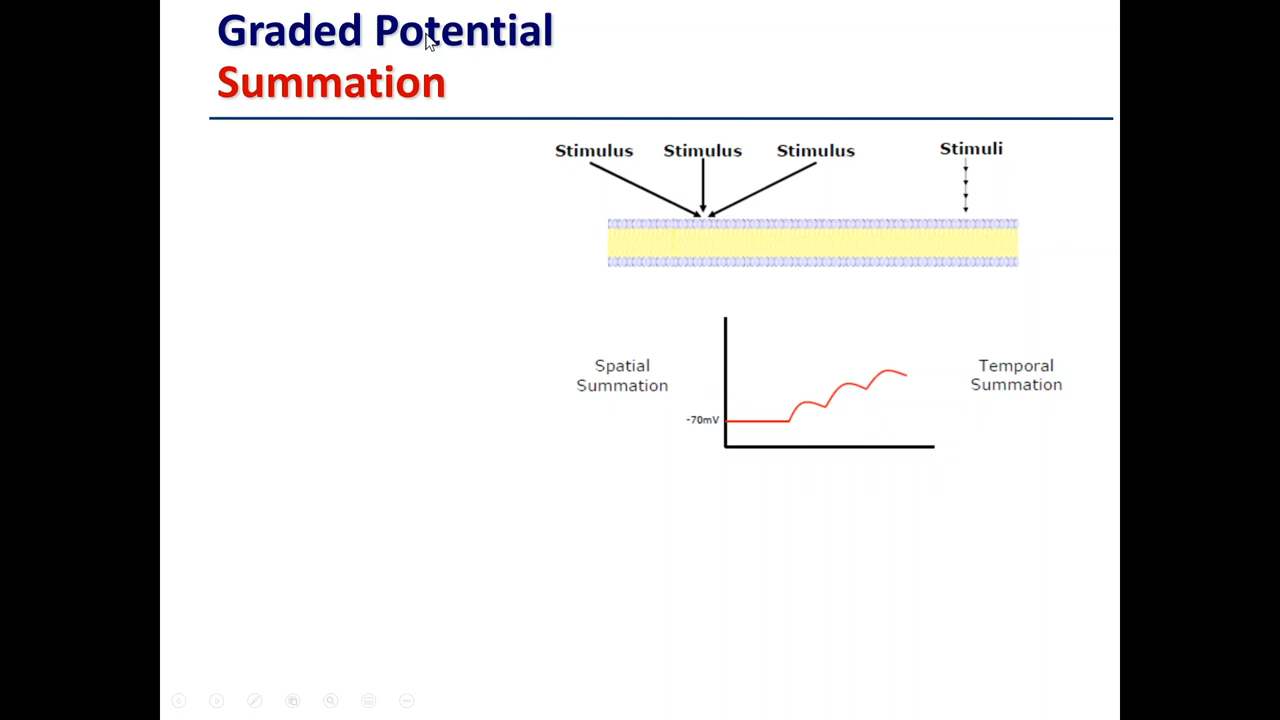 Graded Potential
Summation
Stimulus Stimulus Stimulus Stimuli
Spatial
Summation
-70mV
Temporal
Summation